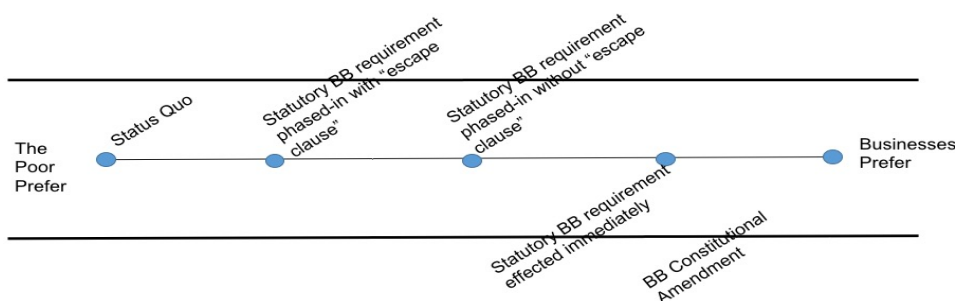 The
Poor
Prefer
Status Quo
Statutory BB requirement
phased-in with “escape
clause”
Statutory BB requirement
phased-in without “escape
clause”
Statutory BB requirement
effected immediately
BB Constitutional
Amendment
Businesses
Prefer